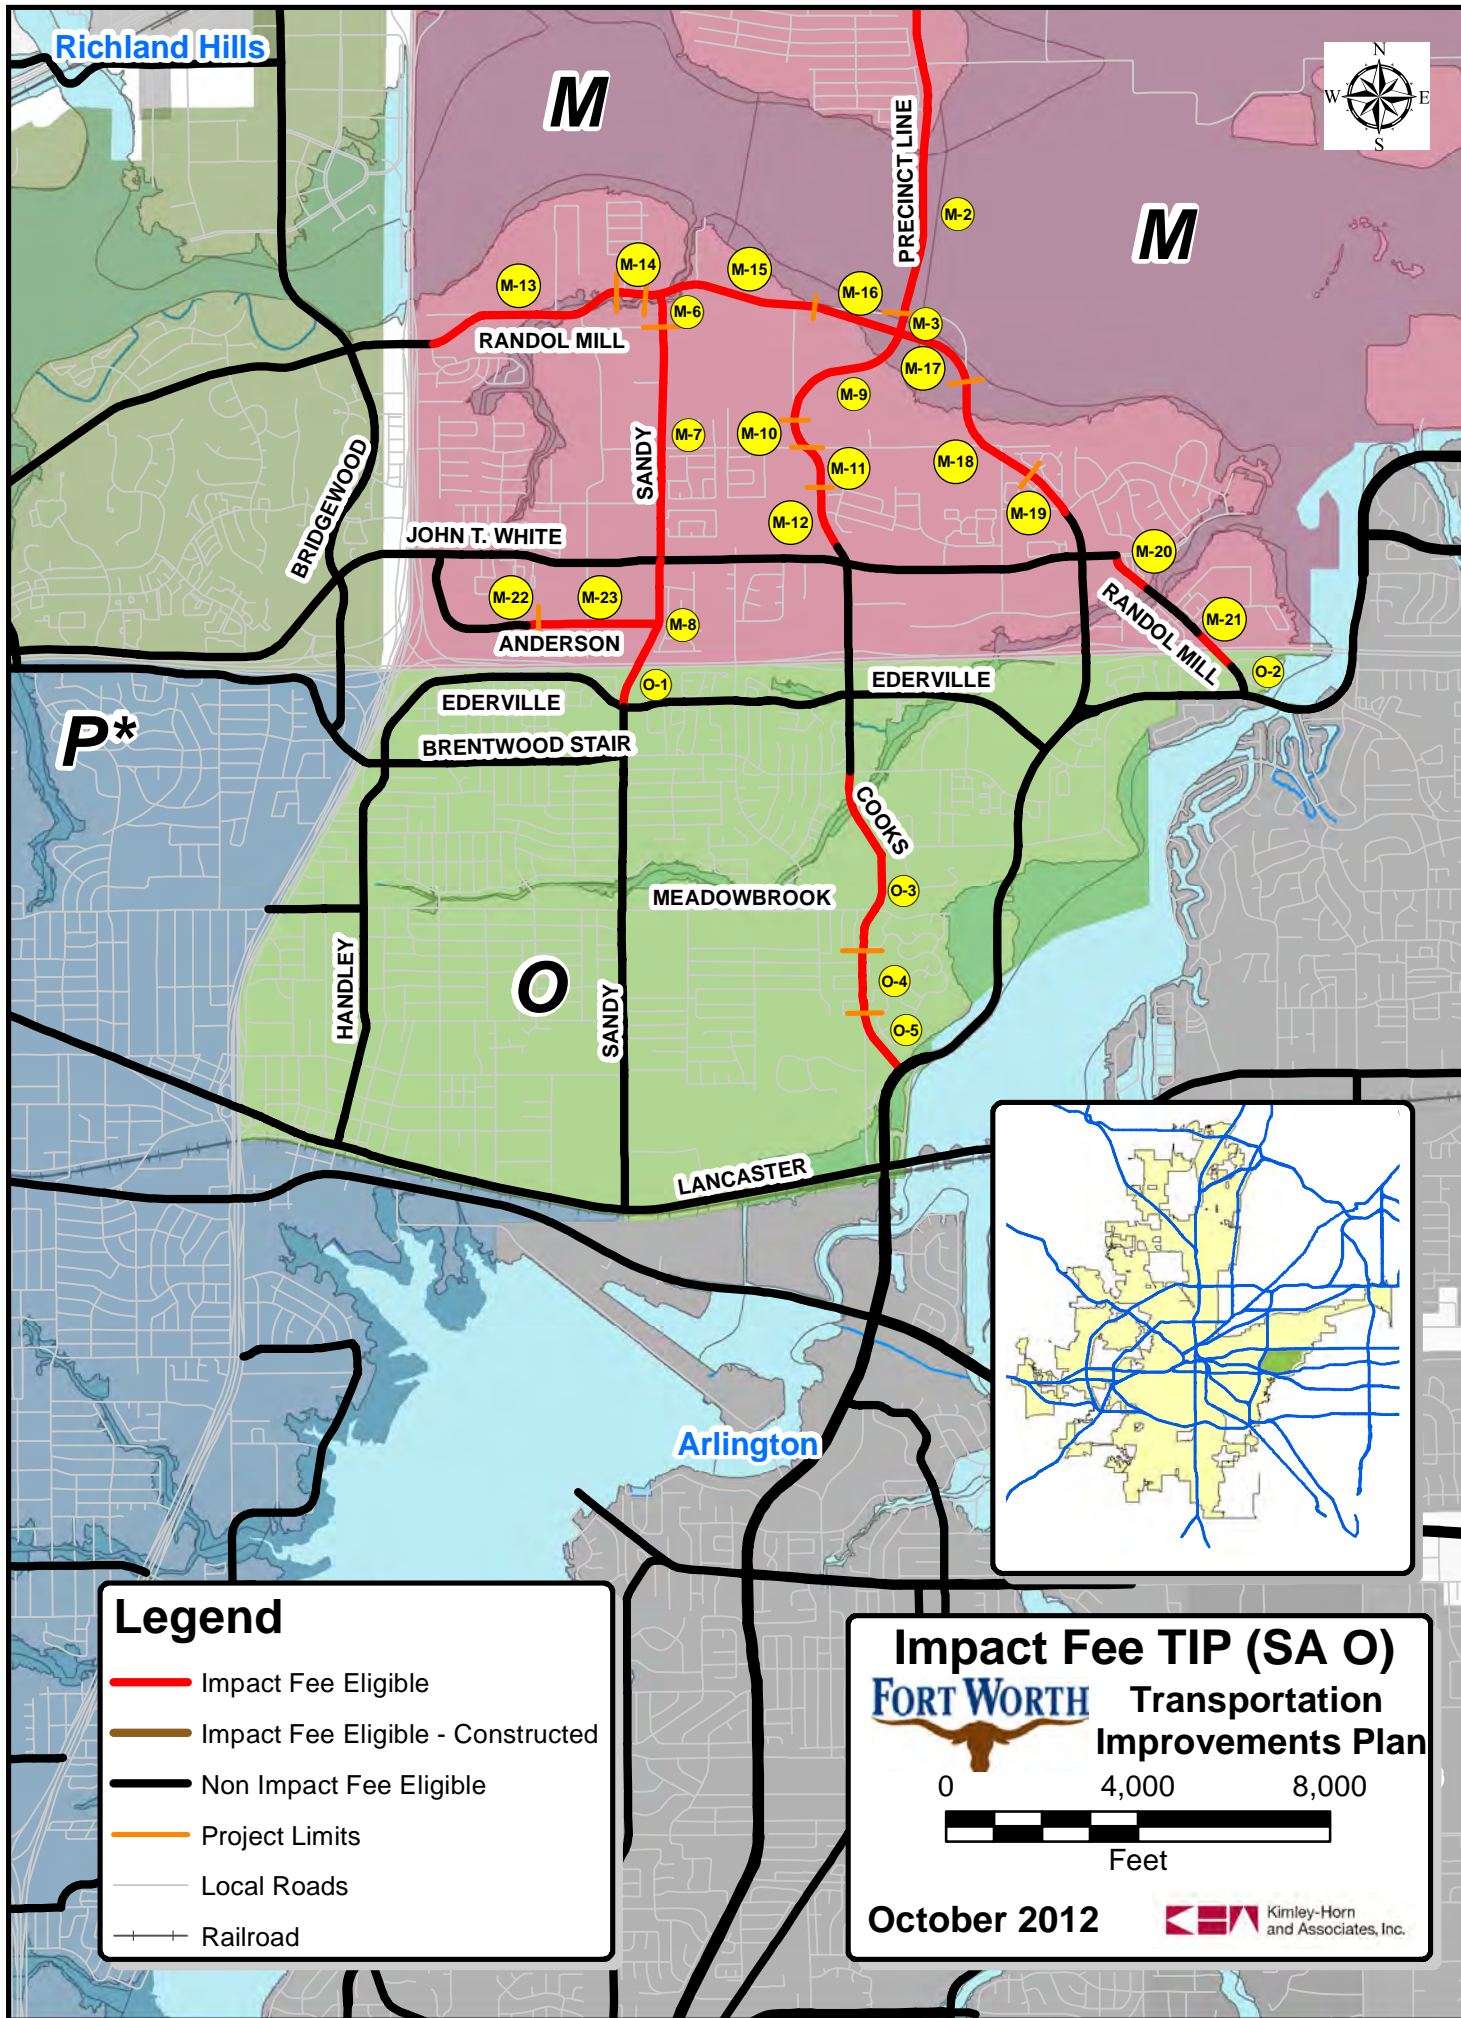 Richland Hills
M
N
W
E
S
PRECINCT LINE
M-2
M
M-14
M-15
M-13
M-16
M-6
M-3
RANDOL MILL
M-17
M-9
M-10
M-7
SANDY
M-11
M-18
BRIDGEWOOD
M-12
M-19
JOHN T. WHITE
M-20
M-22
M-23
RANDOL MILL
M-21
M-8
ANDERSON
O-1
O-2
EDERVILLE
EDERVILLE
P*
BRENTWOOD STAIR
COOKS
MEADOWBROOK
O-3
HANDLEY
O
O-4
SANDY
O-5
LANCASTER
Arlington
Legend
Impact Fee Eligible
Impact Fee Eligible - Constructed
Non Impact Fee Eligible
Project Limits
Local Roads
Railroad
Impact Fee TIP (SA O)
FORT WORTH
Transportation
Improvements Plan
0 4,000 8,000
Feet
October 2012
Kimley-Horn
and Associates, Inc.